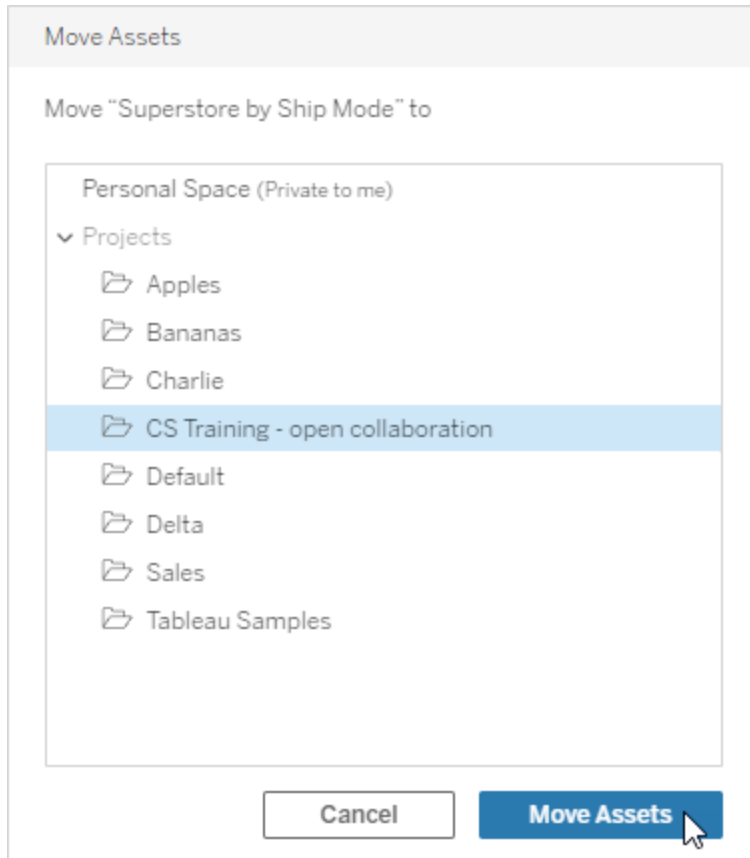 Move Assets
Move “Superstore by Ship Mode” to
Personal Space (Private to me)
Projects
Apples
Bananas
Charlie
CS Training - open collaboration
Default
Delta
Sales
Tableau Samples
Cancel Move Assets